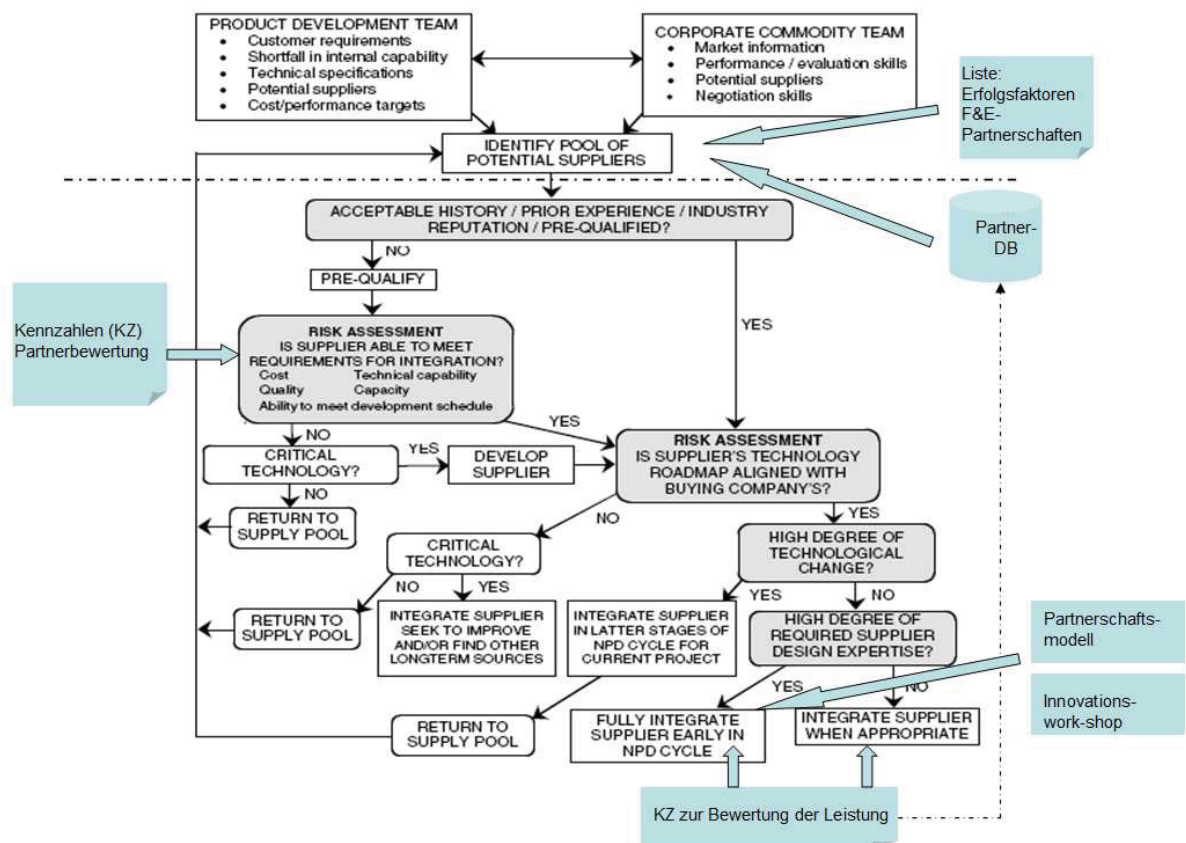 PRODUCT DEVELOPMENT TEAM
• Customer requirements
• Shortfall in internal capability
• Technical specifications
• Potential suppliers
• Cost/performance targets
CORPORATE COMMODITY TEAM
• Market information
• Performance / evaluation skills
• Potential suppliers
• Negotiation skills
Liste:
Erfolgsfaktoren
F&E-
Partnerschaften
IDENTIFY POOL OF
POTENTIAL SUPPLIERS
ACCEPTABLE HISTORY / PRIOR EXPERIENCE / INDUSTRY
REPUTATION / PRE-QUALIFIED?
Partner-
DB
NO
PRE-QUALIFY
YES
Kennzahlen (KZ)
Partnerbewertung
RISK ASSESSMENT
IS SUPPLIER ABLE TO MEET
REQUIREMENTS FOR INTEGRATION?
Cost Technical capability
Quality Capacity
Ability to meet development schedule
YES
NO
CRITICAL
TECHNOLOGY?
YES
DEVELOP
SUPPLIER
RISK ASSESSMENT
IS SUPPLIER'S TECHNOLOGY
ROADMAP ALIGNED WITH
BUYING COMPANY'S?
NO
RETURN TO
SUPPLY POOL
NO
YES
CRITICAL
TECHNOLOGY?
HIGH DEGREE OF
TECHNOLOGICAL
CHANGE?
NO
YES
YES
NO
RETURN TO
SUPPLY POOL
INTEGRATE SUPPLIER
SEEK TO IMPROVE
AND/OR FIND OTHER
LONGTERM SOURCES
INTEGRATE SUPPLIER
IN LATTER STAGES OF
NPD CYCLE FOR
CURRENT PROJECT
HIGH DEGREE OF
REQUIRED SUPPLIER
DESIGN EXPERTISE?
Partnerschafts-
modell
YES
NO
Innovations-
work-shop
RETURN TO
SUPPLY POOL
FULLY INTEGRATE
SUPPLIER EARLY IN
NPD CYCLE
INTEGRATE SUPPLIER
WHEN APPROPRIATE
KZ zur Bewertung der Leistung